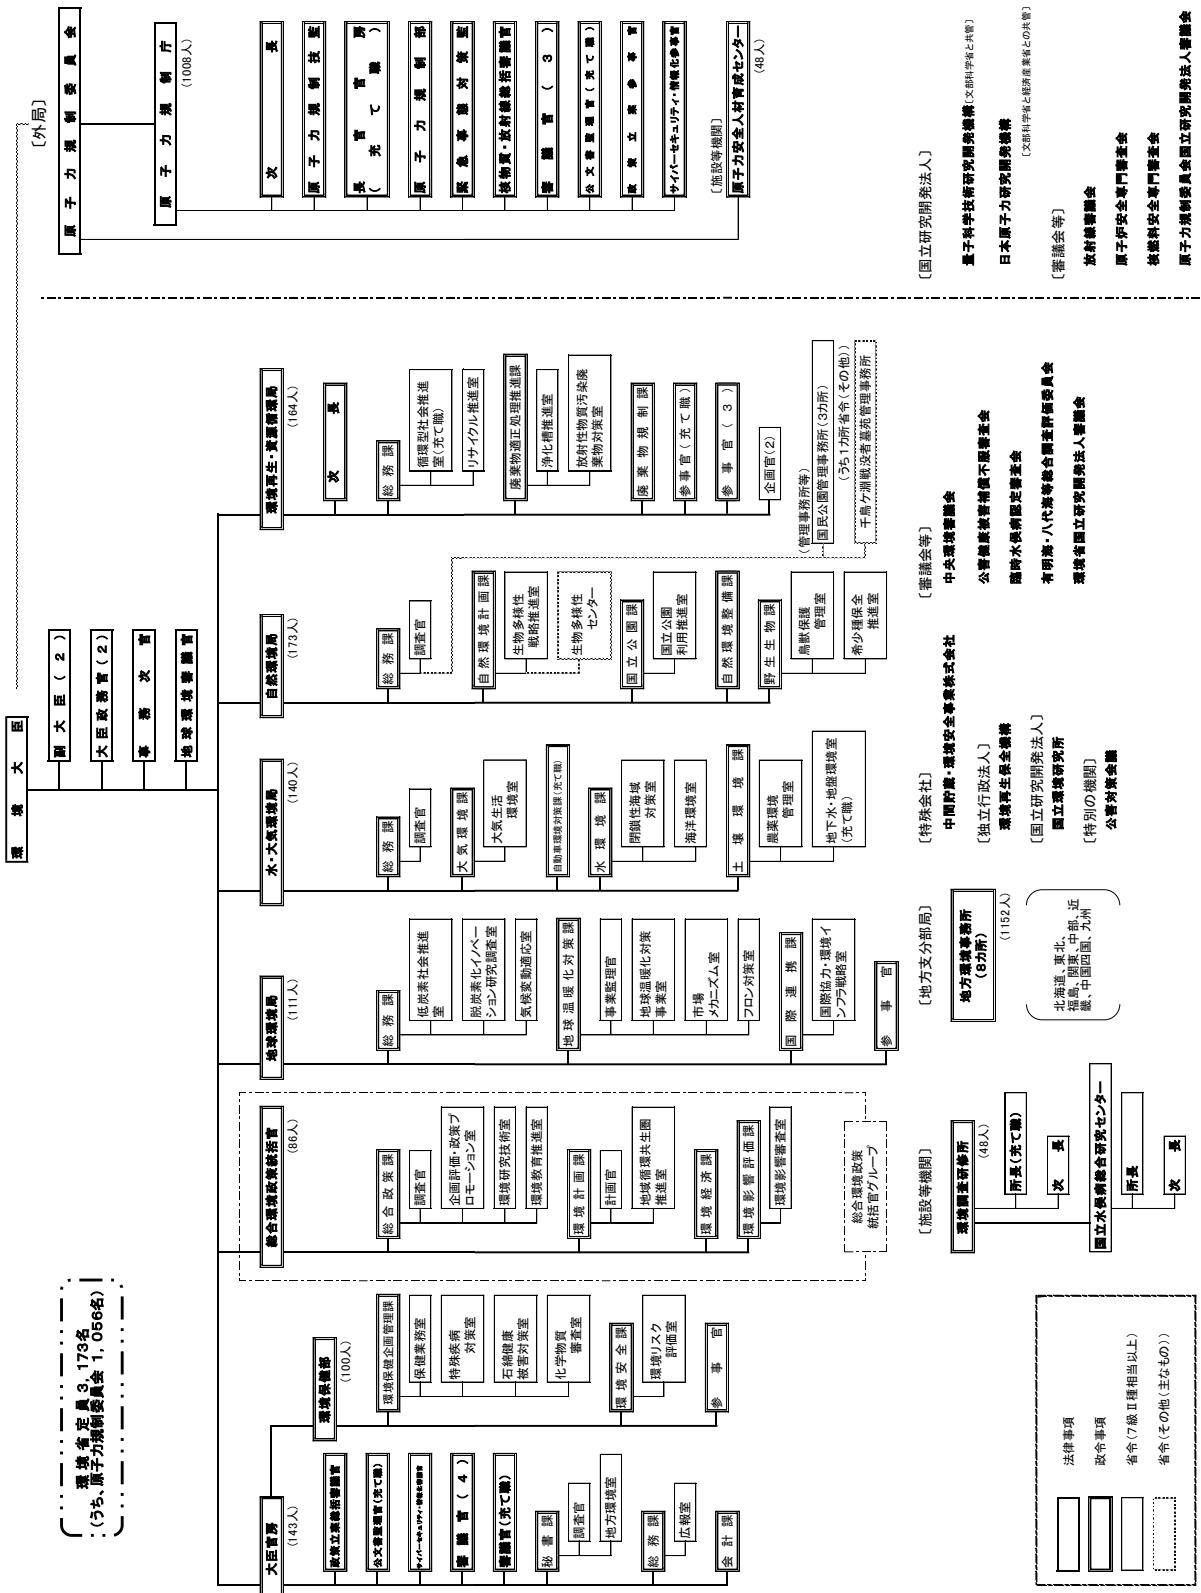 環境省定員 3,173名
(うち、原子力規制委員会 1,056名)
環境大臣
副大臣(2)
大臣政務官(2)
事務次官
地球環境審議官
大臣官房
(143人)
政策立案総括審議官
公文書監理官(充て職)
サイバーセキュリティ・情報化審議官
審議官(4)
審議官(充て職)
秘書課
調査官
地方環境室
総務課
広報室
会計課
環境保健部
(100人)
環境保健企画管理課
保健業務室
特殊疾病
対策室
石綿健康
被害対策室
化学物質
審査室
環境安全課
環境リスク
評価室
参事官
総合環境政策統括官
(86人)
総合政策課
調査官
企画評価・政策プ
ロモーション室
環境研究技術室
環境教育推進室
環境計画課
計画官
地域循環共生圏
推進室
環境経済課
環境影響評価課
環境影響審査室
総合環境政策
統括官グループ
地球環境局
(111人)
総務課
低炭素社会推進
室
脱炭素化イノベー
ション研究調査室
気候変動適応室
地球温暖化対策課
事業監理官
地球温暖化対策
事業室
市場
メカニズム室
フロン対策室
国際連携課
国際協力・環境イ
ンフラ戦略室
参事官
水・大気環境局
(140人)
総務課
調査官
大気環境課
大気生活
環境室
自動車環境対策課(充て職)
水環境課
閉鎖性海域
対策室
海洋環境室
土壌環境課
農薬環境
管理室
地下水・地盤環境室
(充て職)
自然環境局
(173人)
総務課
調査官
自然環境計画課
生物多様性
戦略推進室
生物多様性
センター
国立公園課
国立公園
利用推進室
自然環境整備課
野生生物課
鳥獣保護
管理室
希少種保全
推進室
(管理事務所等)
国民公園管理事務所(3カ所)
(うち1カ所省令(その他))
千鳥ケ淵戦没者墓苑管理事務所
環境再生・資源循環局
(164人)
次長
総務課
循環型社会推進
室(充て職)
リサイクル推進室
廃棄物適正処理推進課
浄化槽推進室
放射性物質汚染廃
棄物対策室
廃棄物規制課
参事官(充て職)
参事官(3)
企画官(2)
[外局]
原子力規制委員会
原子力規制庁
(1008人)
次長
原子力規制技監
長官官房
(充て職)
原子力規制部
緊急事態対策監
核物質・放射線総括審議官
審議官(3)
公文書監理官(充て職)
政策立案参事官
サイバーセキュリティ・情報化参事官
[施設等機関]
原子力安全人材育成センター
(48人)
[国立研究開発法人]
量子科学技術研究開発機構[文部科学省と共管]
日本原子力研究開発機構
[文部科学省と経済産業省との共管]
[審議会等]
放射線審議会
原子炉安全専門審査会
核燃料安全専門審査会
原子力規制委員会国立研究開発法人審議会
[施設等機関]
環境調査研修所
(48人)
所長(充て職)
次長
国立水俣病総合研究センター
所長
次長
[地方支分部局]
地方環境事務所
(8カ所)
(1152人)
北海道、東北、
福島、関東、中部、近
畿、中国四国、九州
[特殊会社]
中間貯蔵・環境安全事業株式会社
[独立行政法人]
環境再生保全機構
[国立研究開発法人]
国立環境研究所
[特別の機関]
公害対策会議
[審議会等]
中央環境審議会
公害健康被害補償不服審査会
臨時水俣病認定審査会
有明海・八代海等総合調査評価委員会
環境省国立研究開発法人審議会
法律事項
政令事項
省令(7級Ⅱ種相当以上)
省令(その他(主なもの))